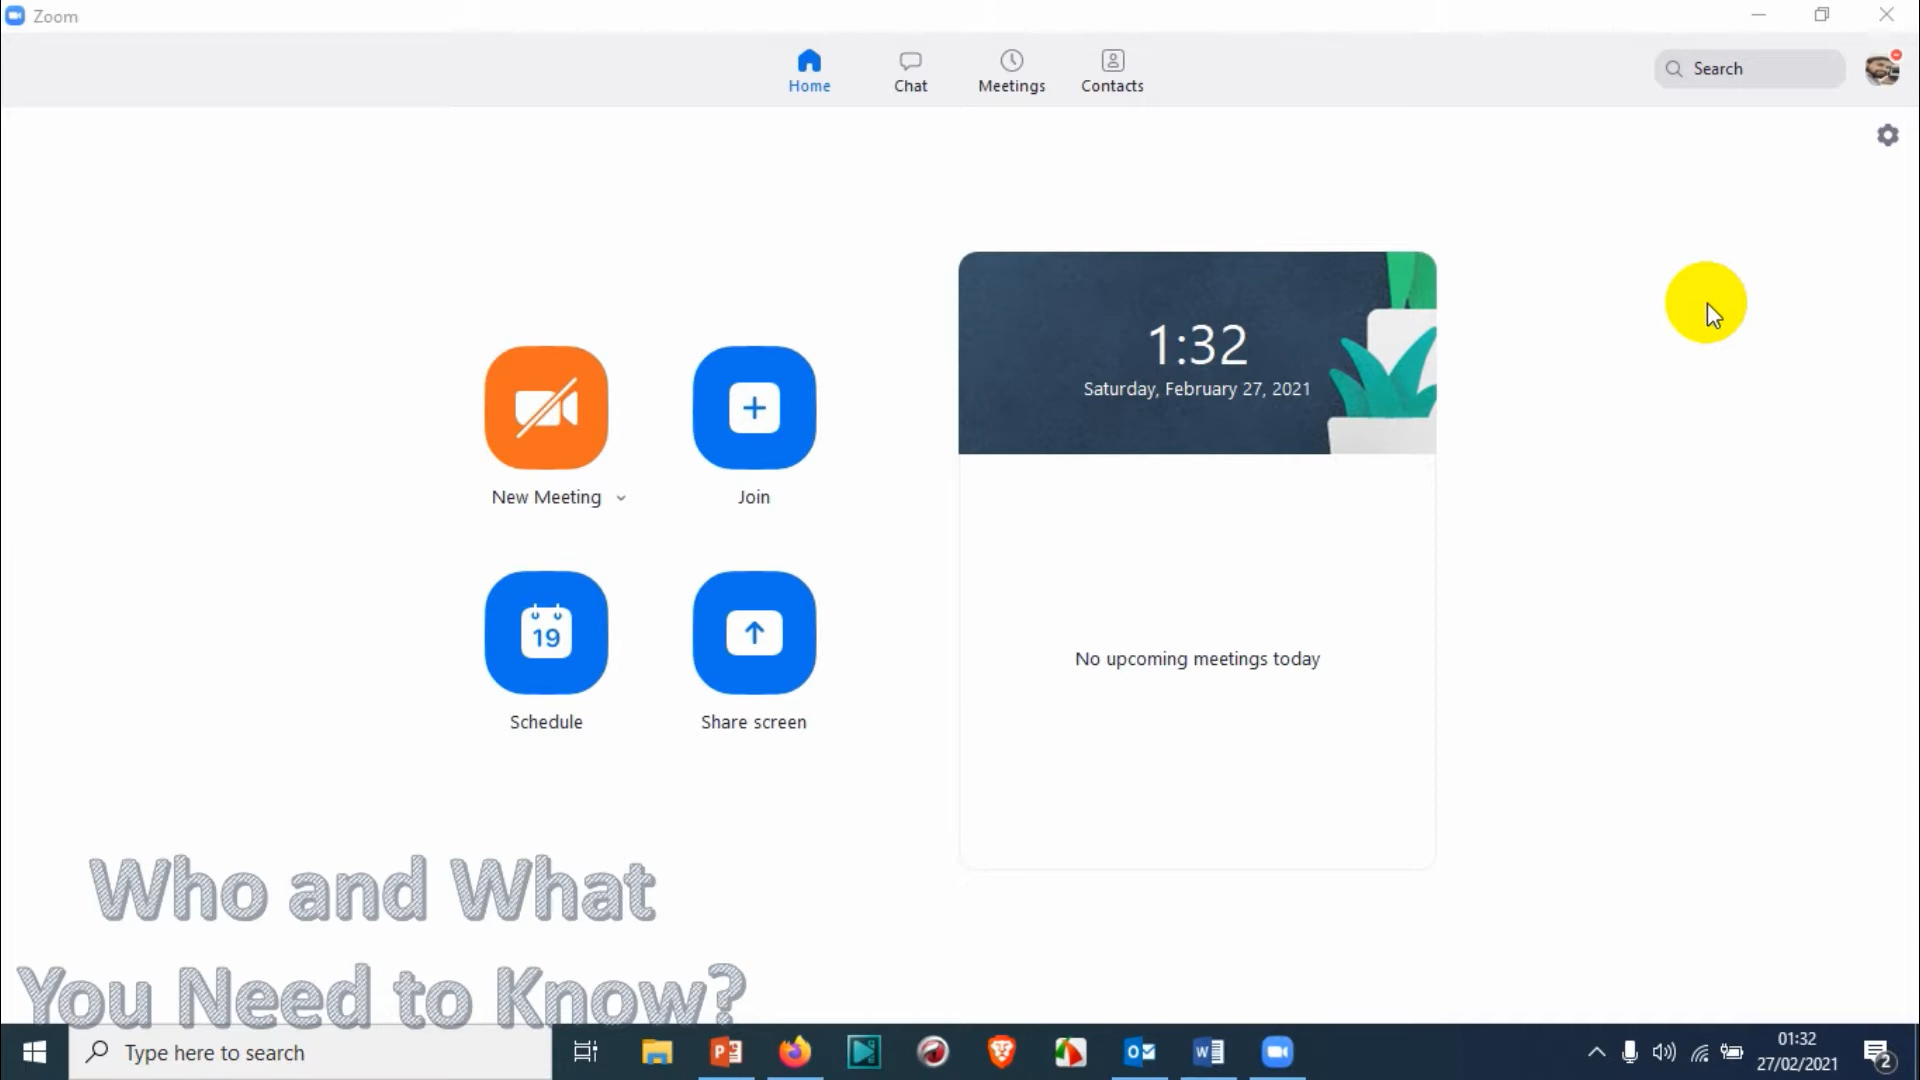 Zoom
Home
Chat
Meetings
Contacts
Search
1:32
Saturday, February 27, 2021
New Meeting
Join
19
Schedule
Share screen
No upcoming meetings today
Who and What
You Need to Know?
Type here to search
01:32
27/02/2021
2